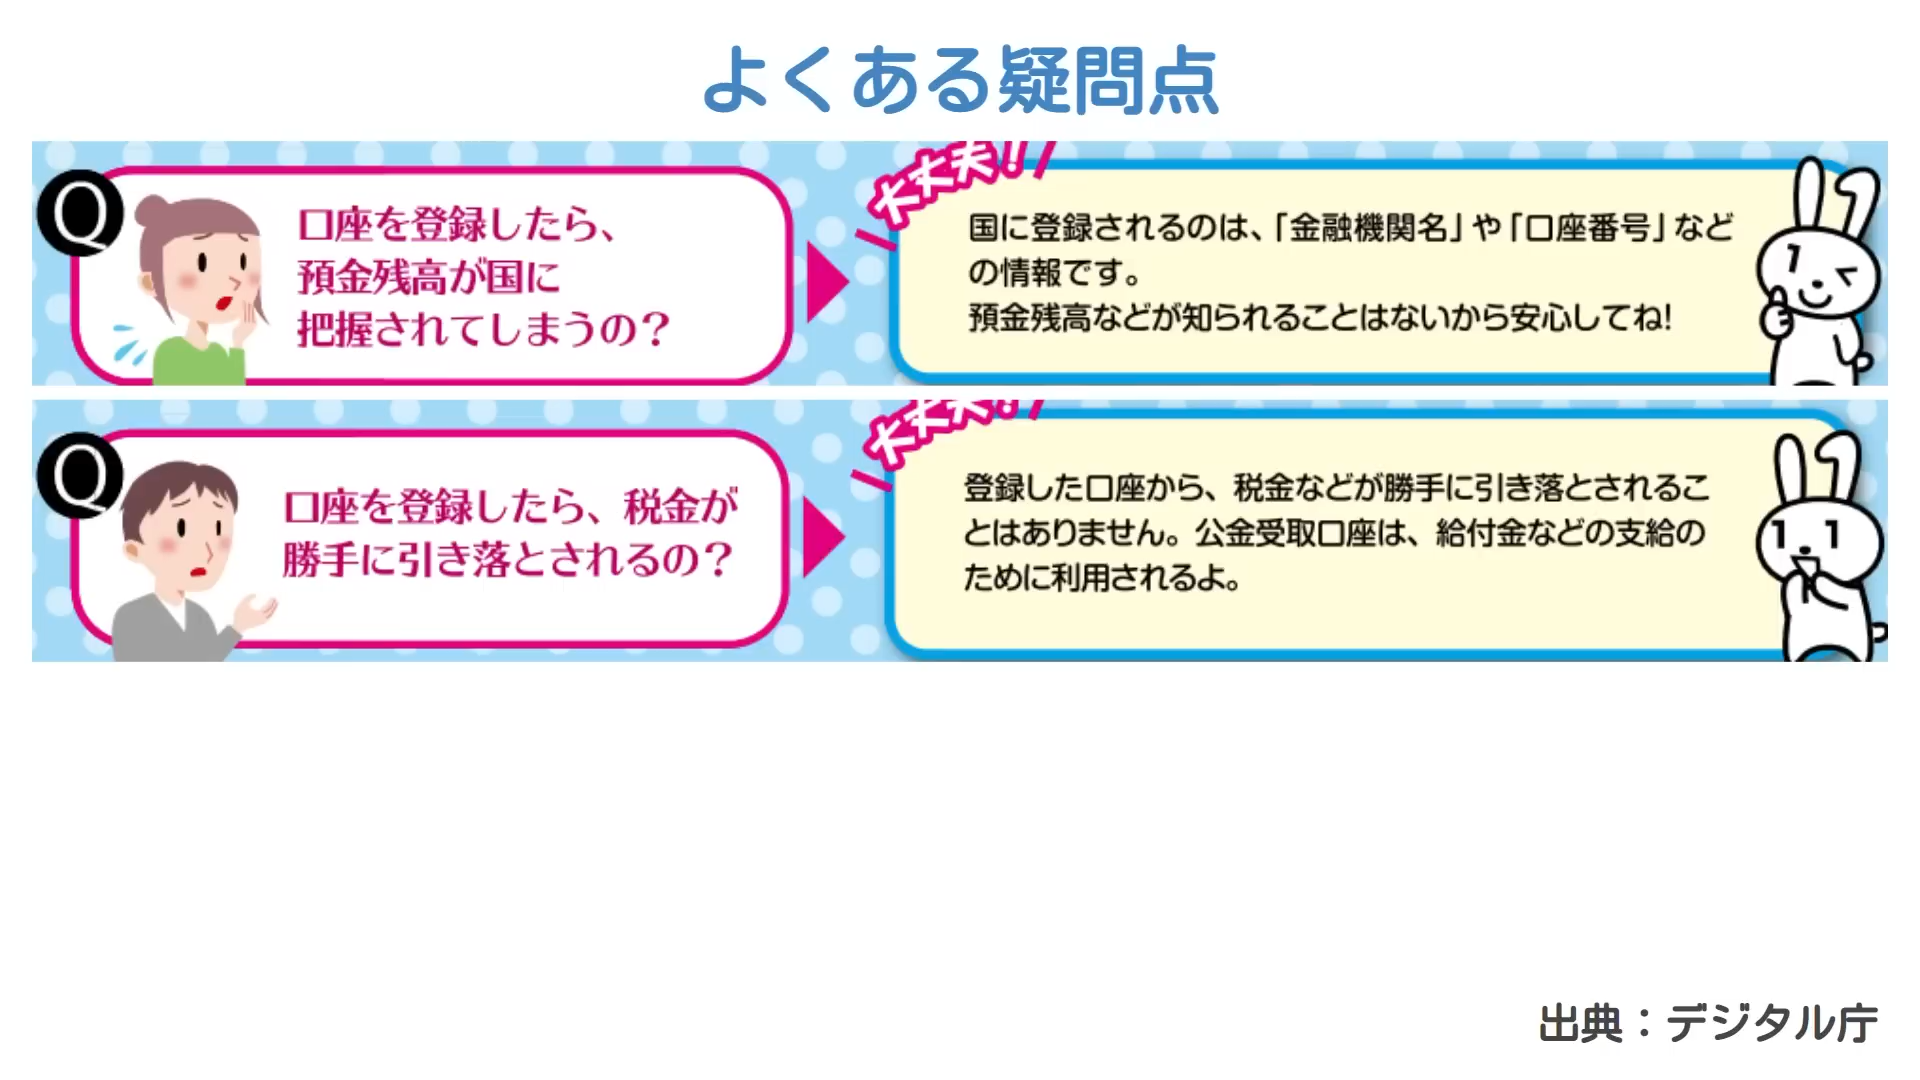 よくある疑問点
Q
口座を登録したら、
預金残高が国に
把握されてしまうの？
大丈夫！
国に登録されるのは、「金融機関名」や「口座番号」など
の情報です。
預金残高などが知られることはないから安心してね！
Q
口座を登録したら、税金が
勝手に引き落とされるの？
大丈夫！
登録した口座から、税金などが勝手に引き落とされるこ
とはありません。公金受取口座は、給付金などの支給の
ために利用されるよ。
出典：デジタル庁